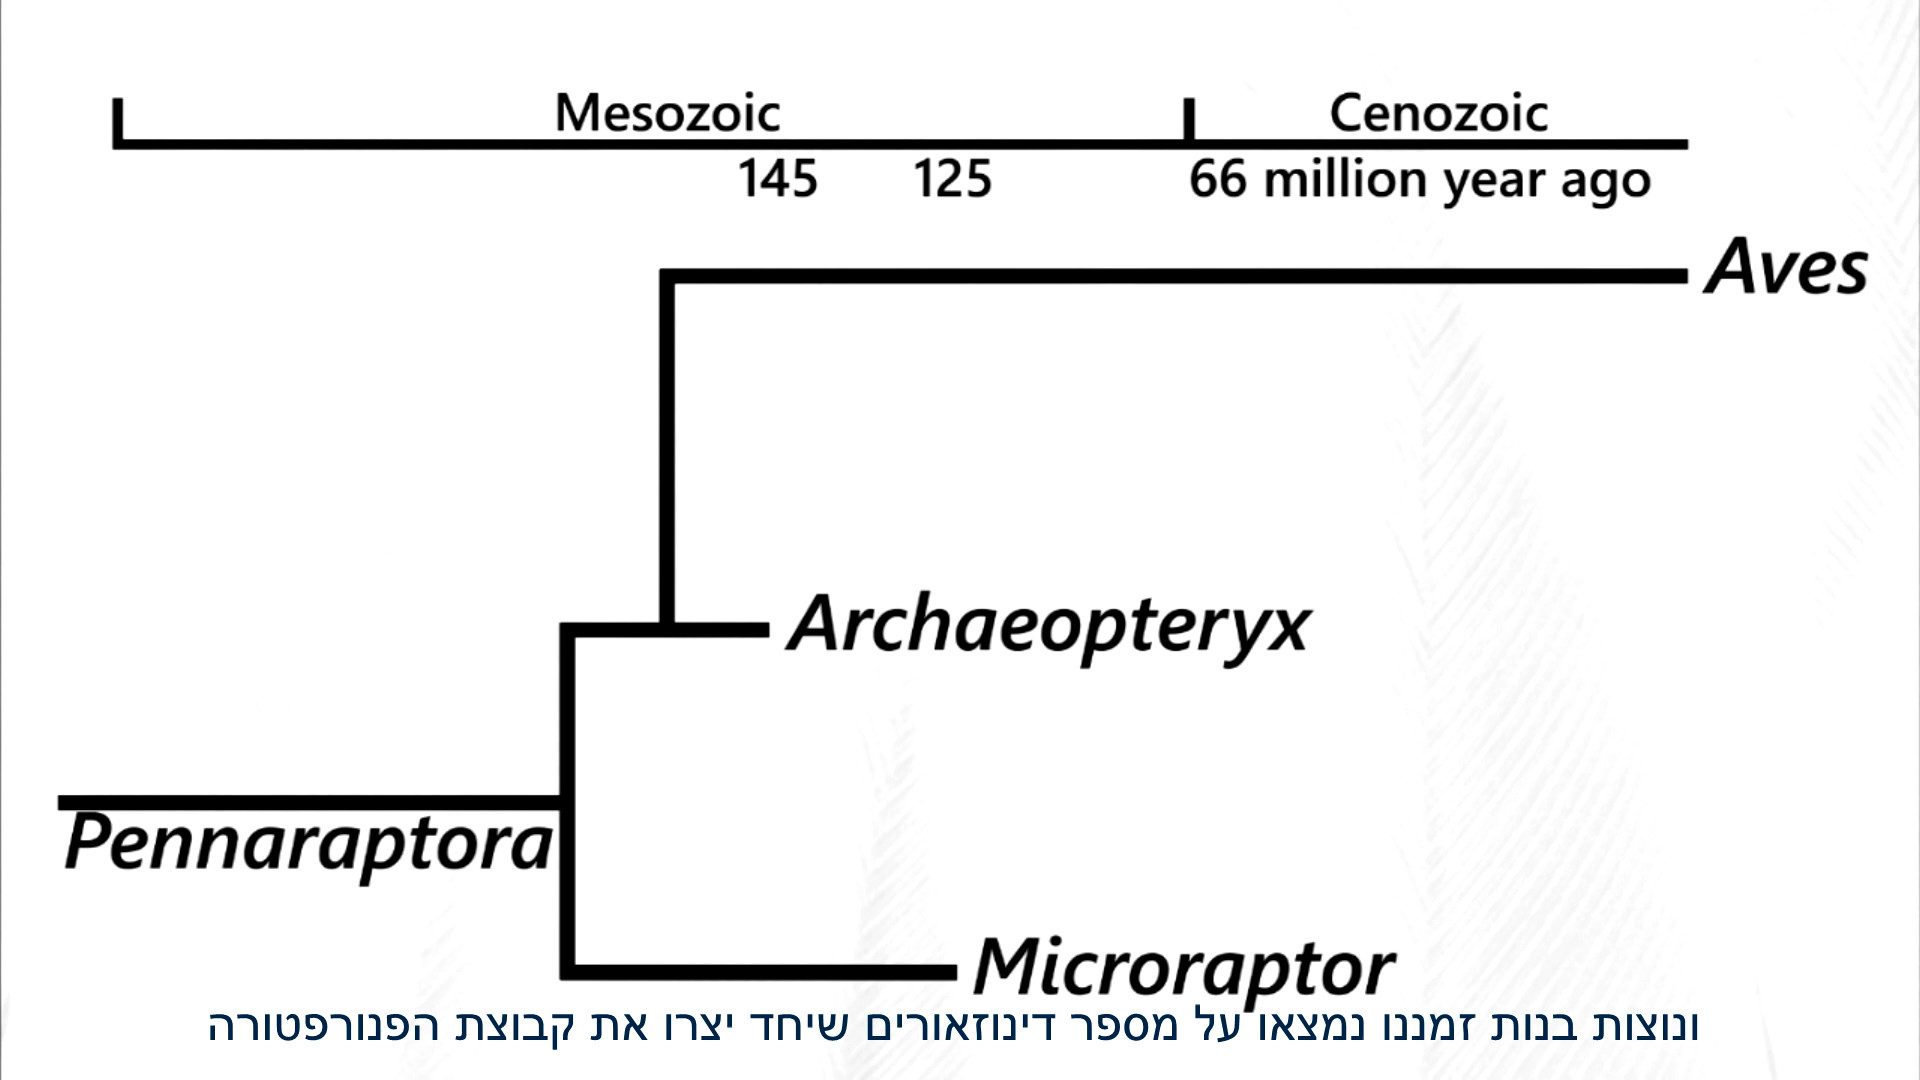 Mesozoic Cenozoic
145 125 66 million year ago
Aves
Archaeopteryx
Pennaraptora
Microraptor
ונוצות בנות זמננו נמצאו על מספר דינוזאורים שיחד יצרו את קבוצת הפנורפטורה